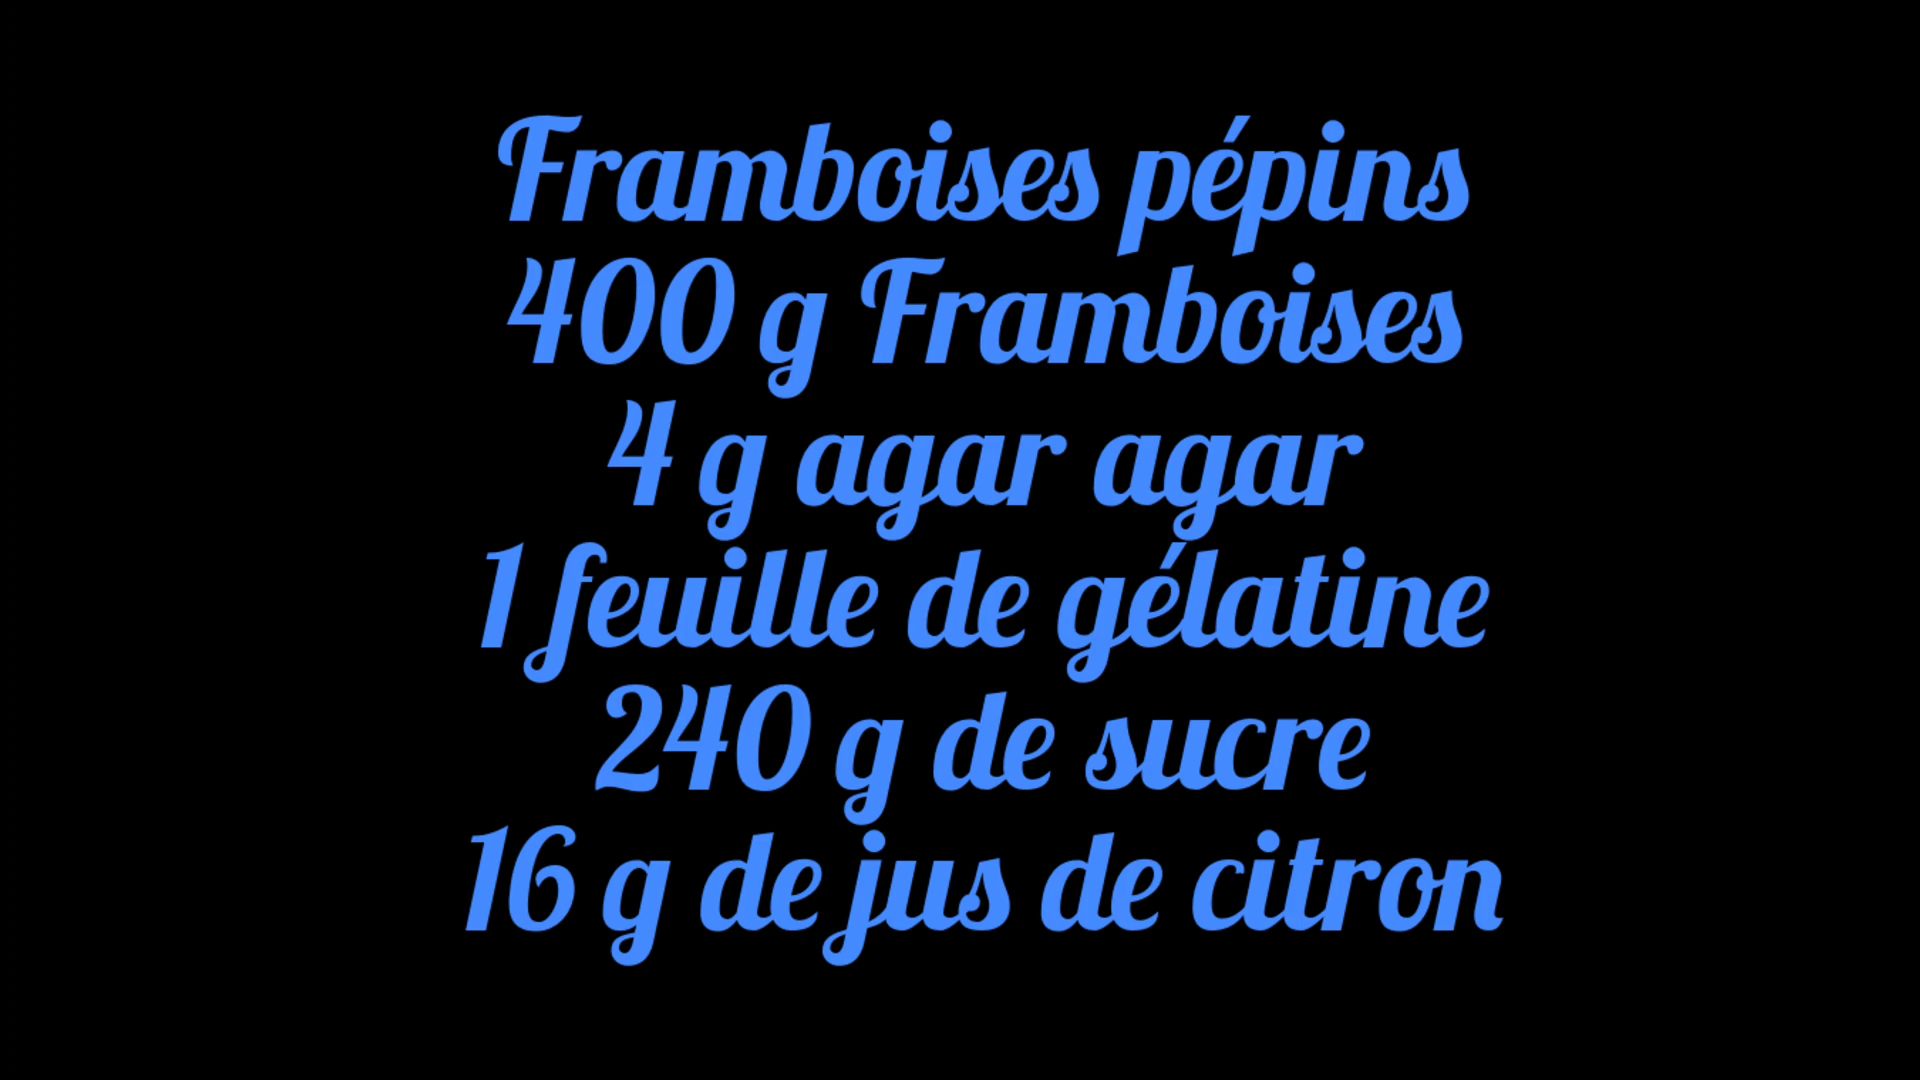 Framboises pépins
400 g Framboises
4 g agar agar
1 feuille de gélatine
240 g de sucre
16 g de jus de citron